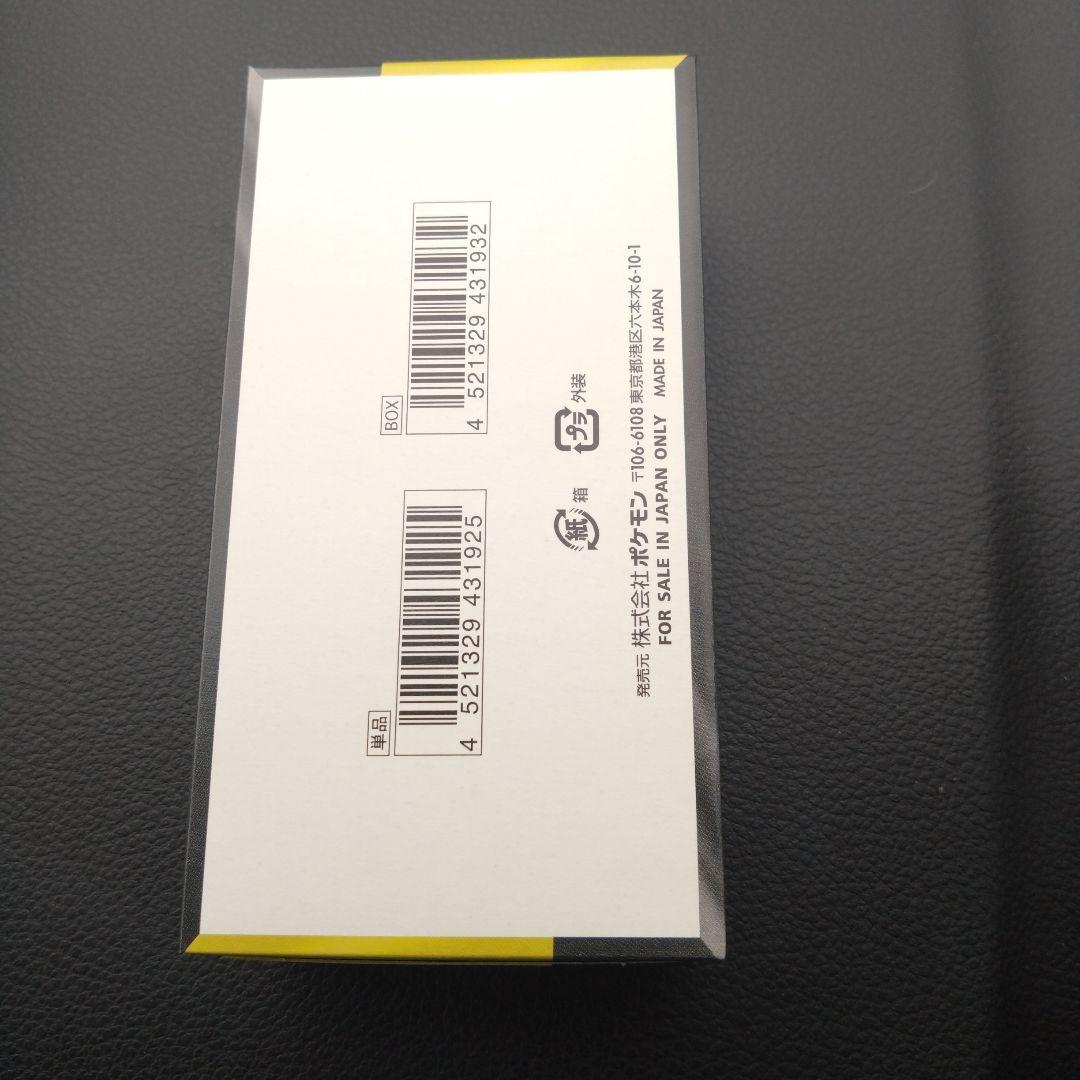 単品
4 521329 431925
BOX
4 521329 431932
紙 箱
プラ 外装
発売元 株式会社ポケモン 〒106-6108 東京都港区六本木6-10-1
FOR SALE IN JAPAN ONLY MADE IN JAPAN